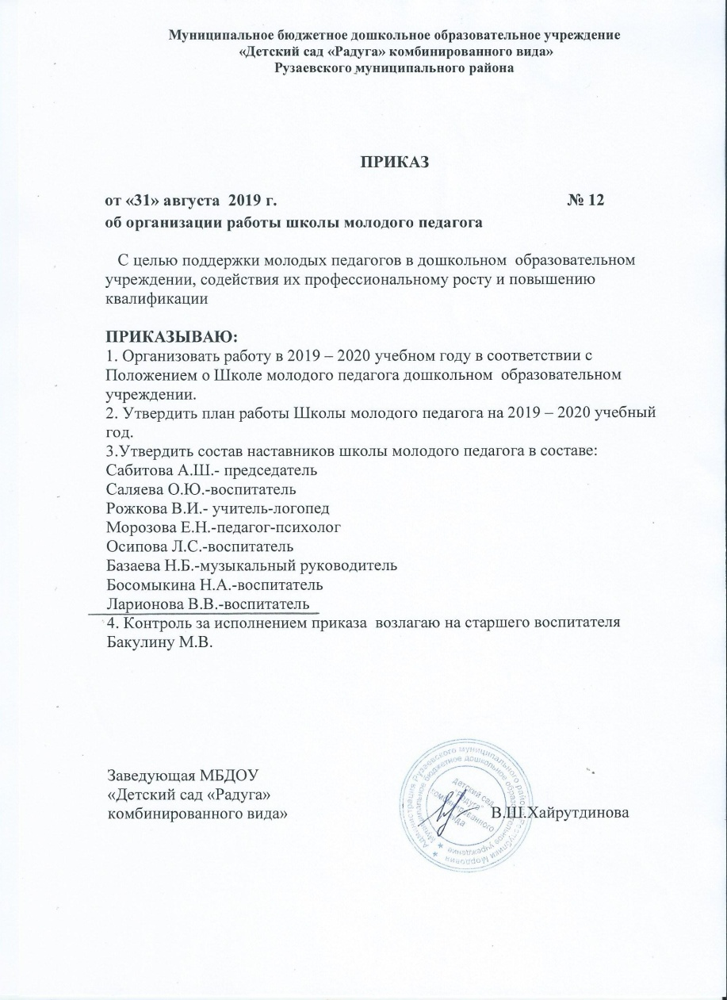 Муниципальное бюджетное дошкольное образовательное учреждение
«Детский сад «Радуга» комбинированного вида»
Рузаевского муниципального района
ПРИКАЗ
от «31» августа 2019 г. № 12
об организации работы школы молодого педагога
С целью поддержки молодых педагогов в дошкольном образовательном
учреждении, содействия их профессиональному росту и повышению
квалификации
ПРИКАЗЫВАЮ:
1. Организовать работу в 2019 – 2020 учебном году в соответствии с
Положением о Школе молодого педагога дошкольном образовательном
учреждении.
2. Утвердить план работы Школы молодого педагога на 2019 – 2020 учебный
год.
3.Утвердить состав наставников школы молодого педагога в составе:
Сабитова А.Ш.- председатель
Саляева О.Ю.-воспитатель
Рожкова В.И.- учитель-логопед
Морозова Е.Н.-педагог-психолог
Осипова Л.С.-воспитатель
Базаева Н.Б.-музыкальный руководитель
Босомыкина Н.А.-воспитатель
Ларионова В.В.-воспитатель
4. Контроль за исполнением приказа возлагаю на старшего воспитателя
Бакулину М.В.
Заведующая МБДОУ
«Детский сад «Радуга»
комбинированного вида» В.Ш.Хайрутдинова
Администрация Рузаевского муниципального района Республики Мордовия
Муниципальное бюджетное дошкольное образовательное учреждение
Детский сад
"Радуга"
комбинированного
вида